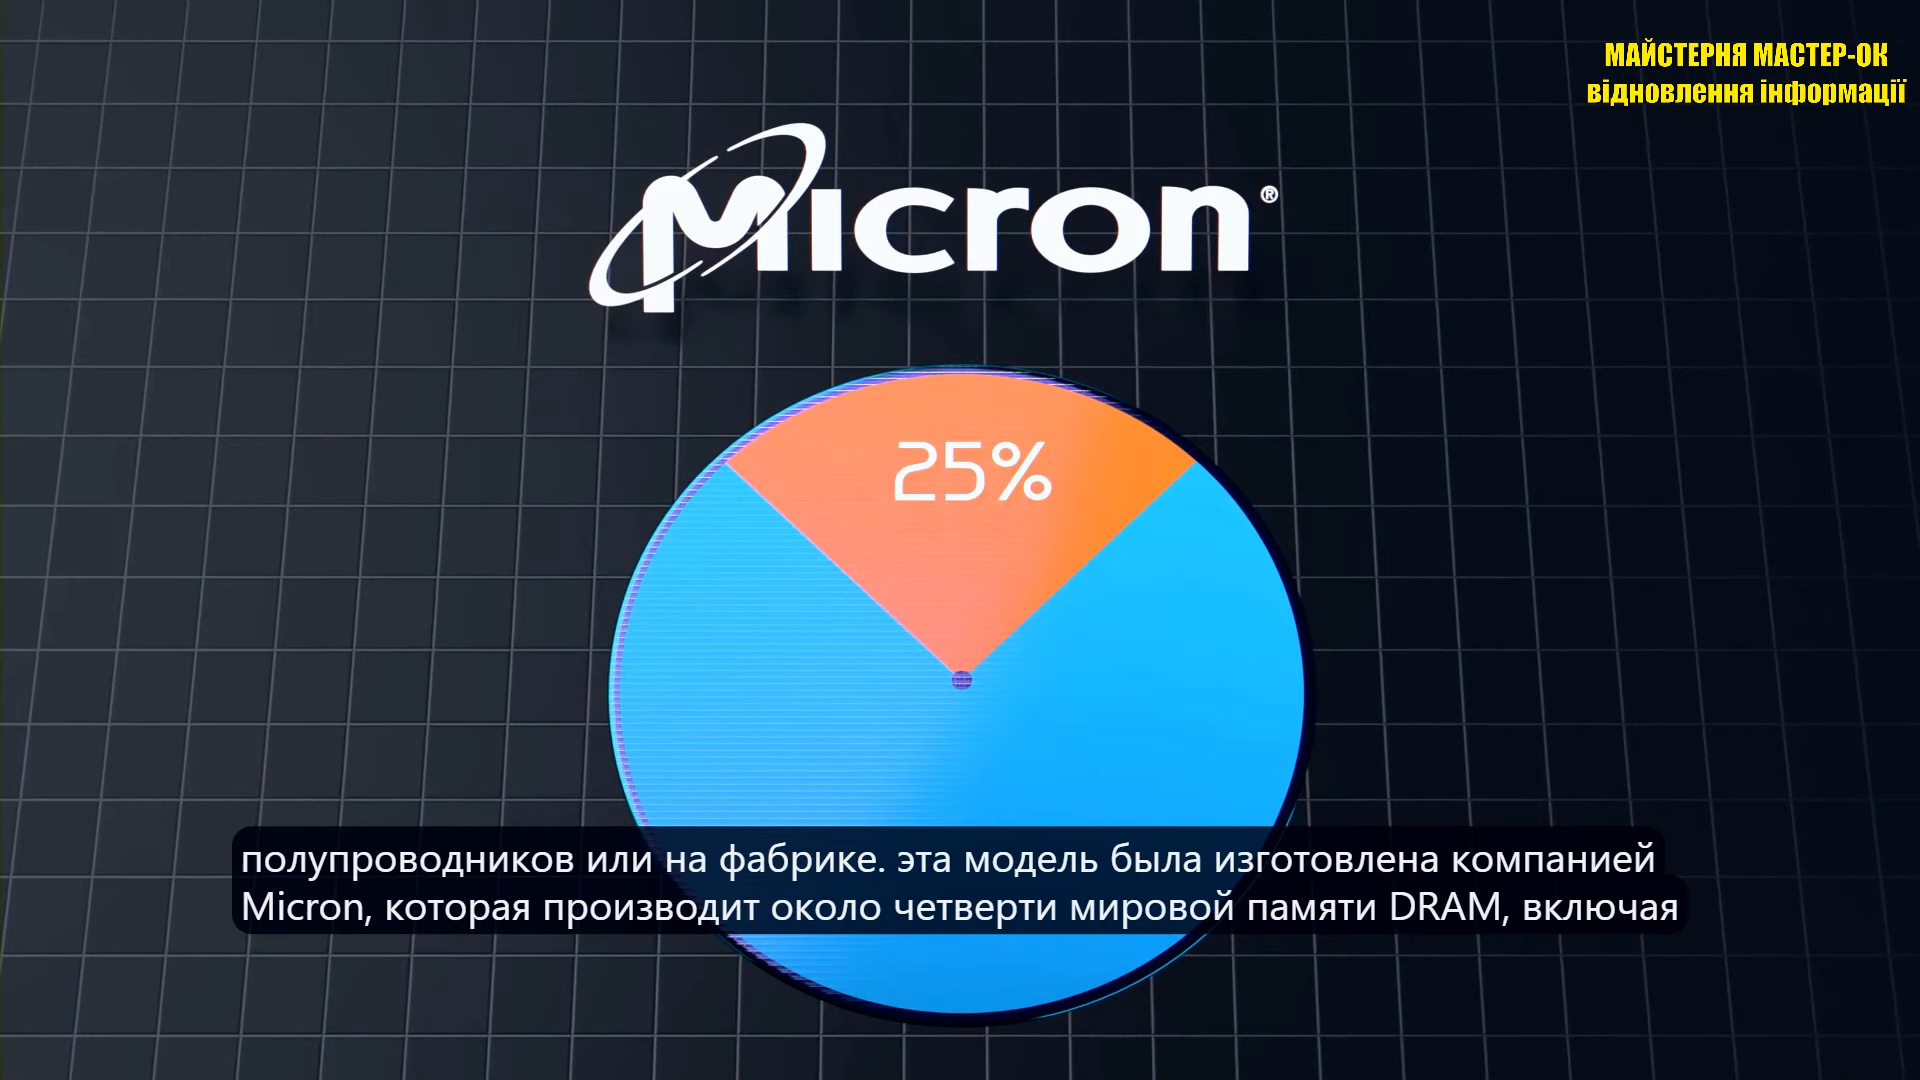 МАЙСТЕРНЯ МАСТЕР-ОК
відновлення інформації
Micron®
25%
полупроводников или на фабрике. эта модель была изготовлена компанией
Micron, которая производит около четверти мировой памяти DRAM, включая